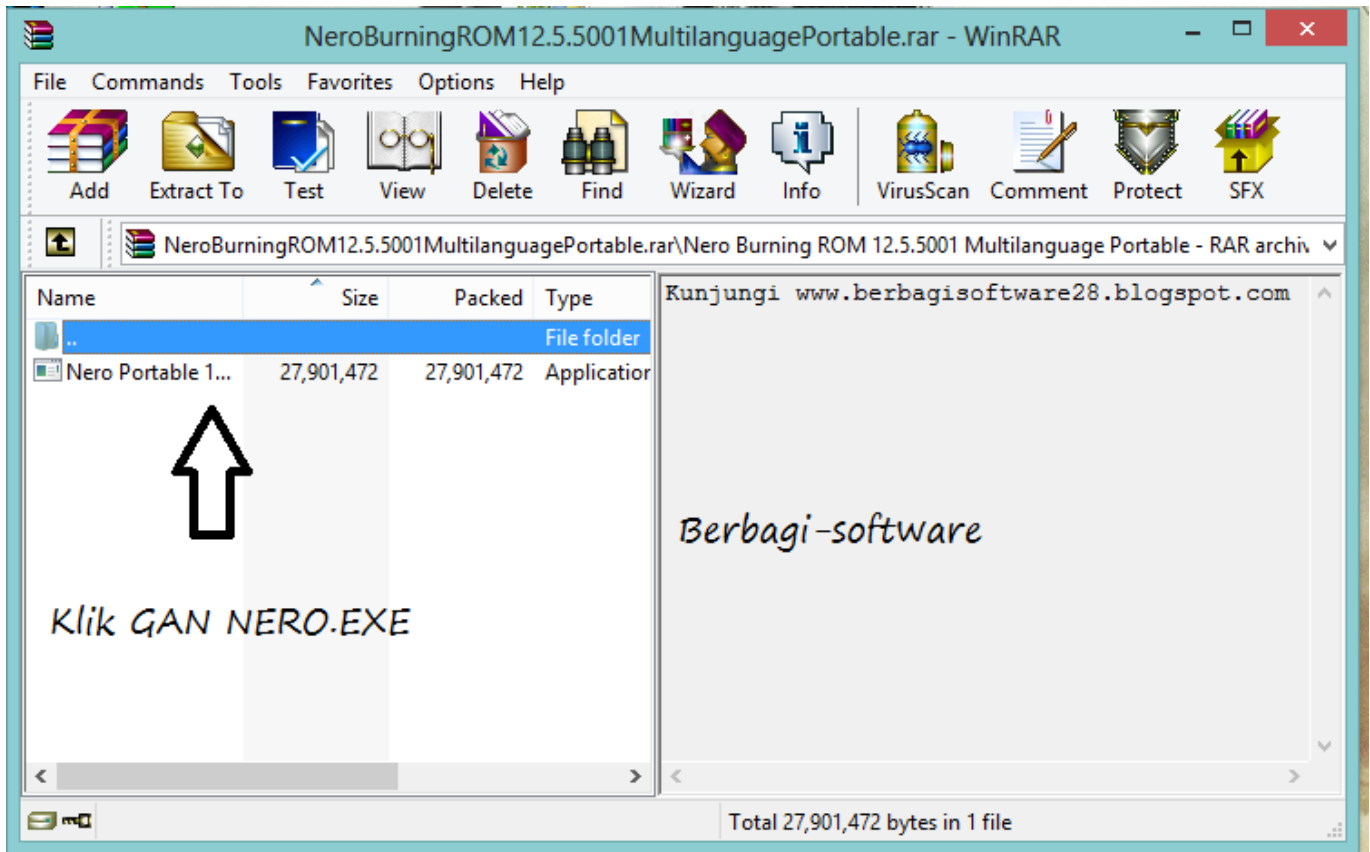 NeroBurningROM12.5.5001MultilanguagePortable.rar - WinRAR
File Commands Tools Favorites Options Help
Add Extract To Test View Delete Find Wizard Info VirusScan Comment Protect SFX
NeroBurningROM12.5.5001MultilanguagePortable.rar\Nero Burning ROM 12.5.5001 Multilanguage Portable - RAR archiv
Name Size Packed Type
.. File folder
Nero Portable 1... 27,901,472 27,901,472 Application
Kunjungi www.berbagisoftware28.blogspot.com
Berbagi-software
Klik GAN NERO.EXE
Total 27,901,472 bytes in 1 file